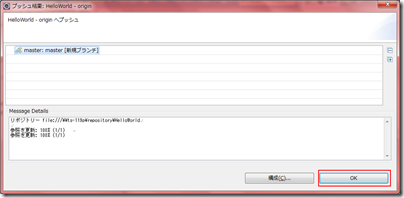 プッシュ結果: HelloWorld - origin
HelloWorld - origin へプッシュ
master: master [新規ブランチ]
Message Details
リポジトリー file:///¥¥ts-119p¥repository¥HelloWorld.
参照を更新: 100% (1/1)
参照を更新: 100% (1/1)
構成(C)...
OK